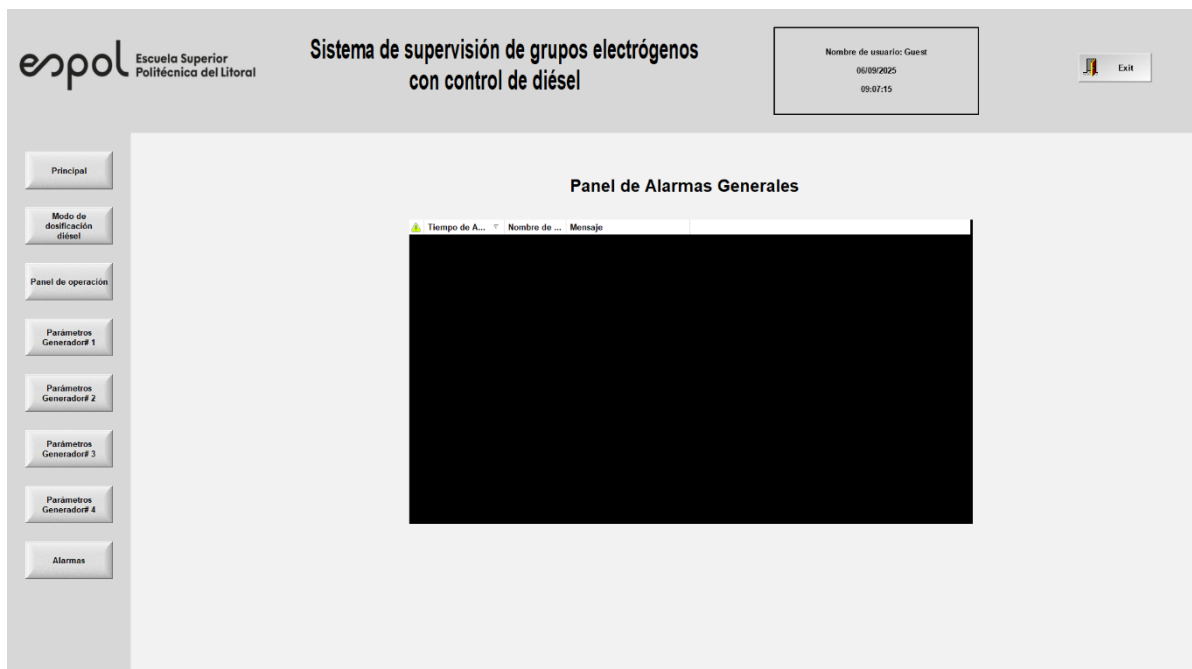 espol
Escuela Superior
Politécnica del Litoral
Sistema de supervisión de grupos electrógenos
con control de diésel
Nombre de usuario: Guest
06/09/2025
09:07:15
Exit
Principal
Modo de
dosificación
diésel
Panel de operación
Parámetros
Generador# 1
Parámetros
Generador# 2
Parámetros
Generador# 3
Parámetros
Generador# 4
Alarmas
Panel de Alarmas Generales
Tiempo de A... Nombre de ... Mensaje